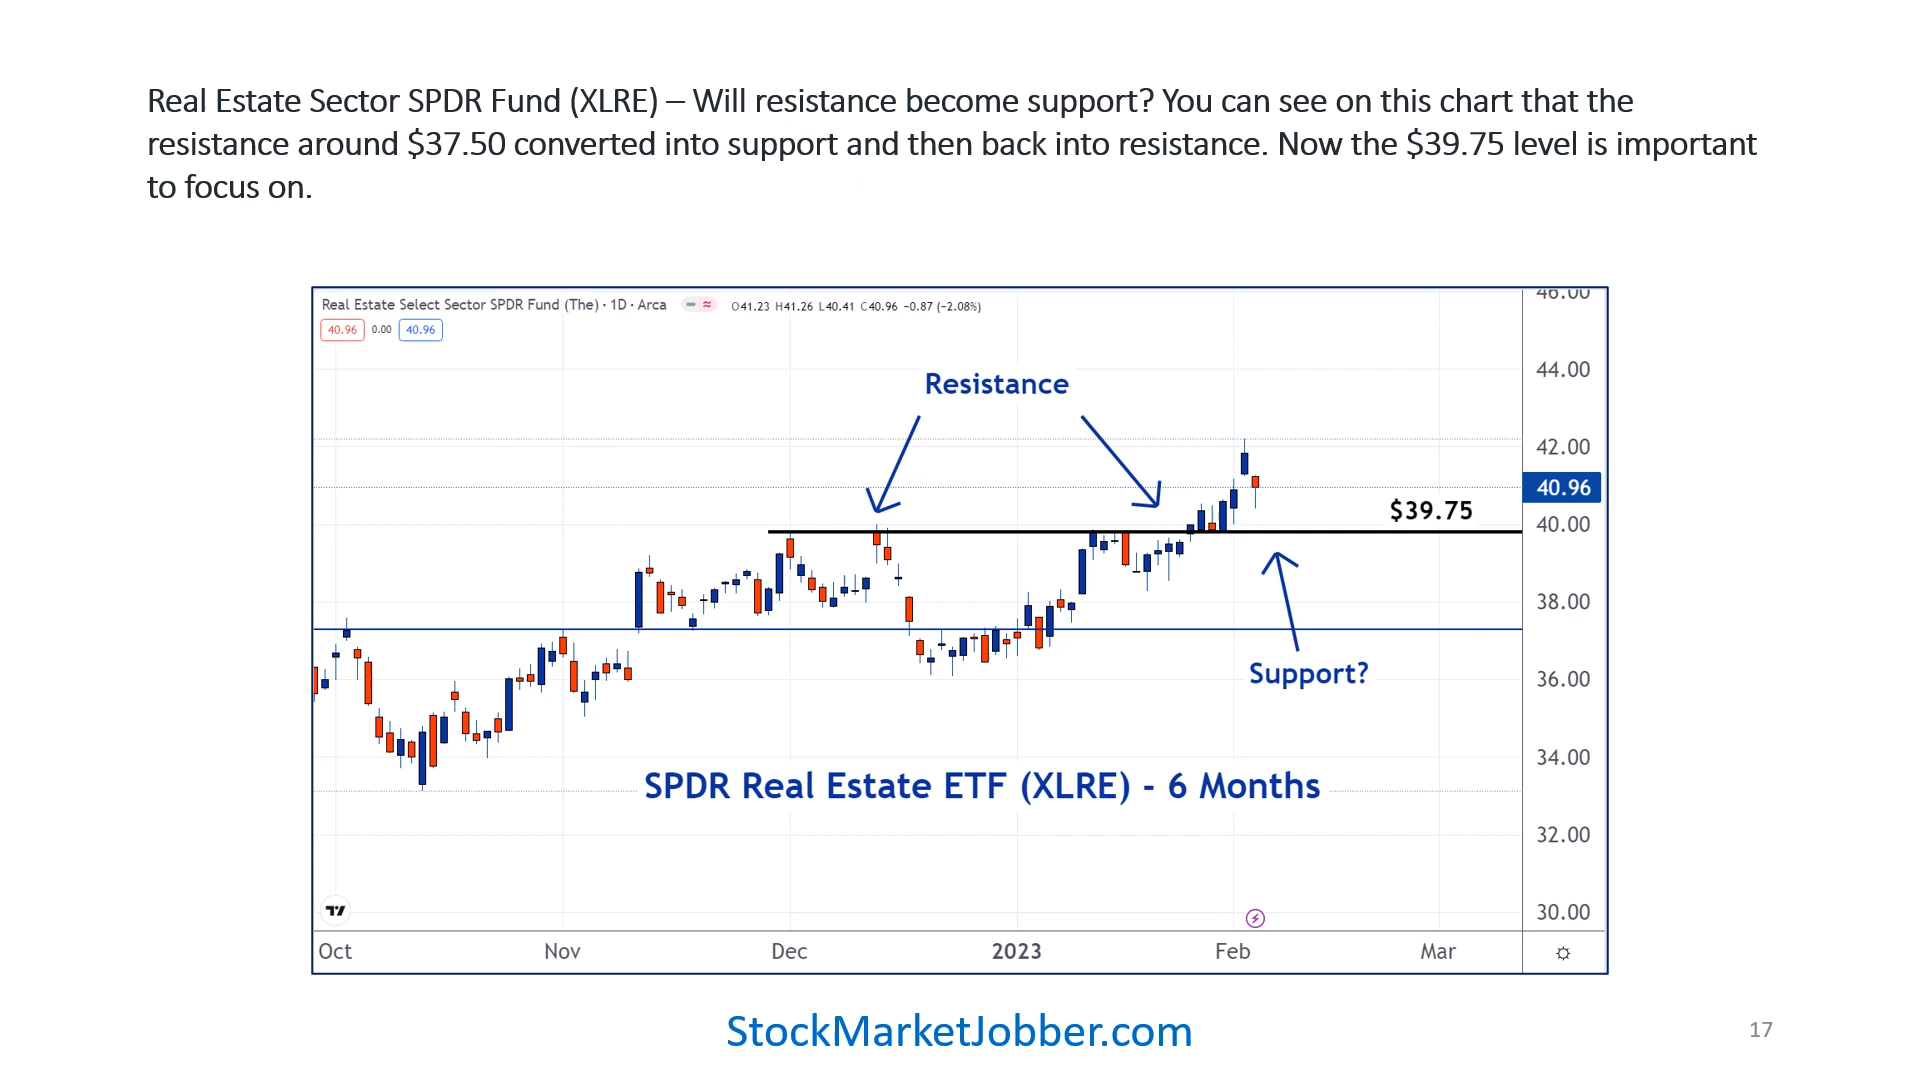 Real Estate Sector SPDR Fund (XLRE) – Will resistance become support? You can see on this chart that the
resistance around $37.50 converted into support and then back into resistance. Now the $39.75 level is important
to focus on.
Real Estate Select Sector SPDR Fund (The) · 1D · Arca O41.23 H41.26 L40.41 C40.96 −0.87 (−2.08%)
40.96 0.00 40.96
46.00
44.00
Resistance
42.00
40.96
$39.75
40.00
38.00
Support?
36.00
34.00
SPDR Real Estate ETF (XLRE) - 6 Months
32.00
30.00
Oct Nov Dec 2023 Feb Mar
StockMarketJobber.com
17